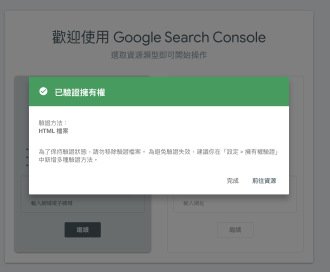 歡迎使用 Google Search Console
選取資源類型即可開始操作
已驗證擁有權
驗證方法：
HTML 檔案
為了保持驗證狀態，請勿移除驗證檔案。 為避免驗證失效，建議你在「設定 > 擁有權驗證」
中新增多種驗證方法。
完成 前往資源
輸入網域或子網域
輸入網址
繼續
繼續